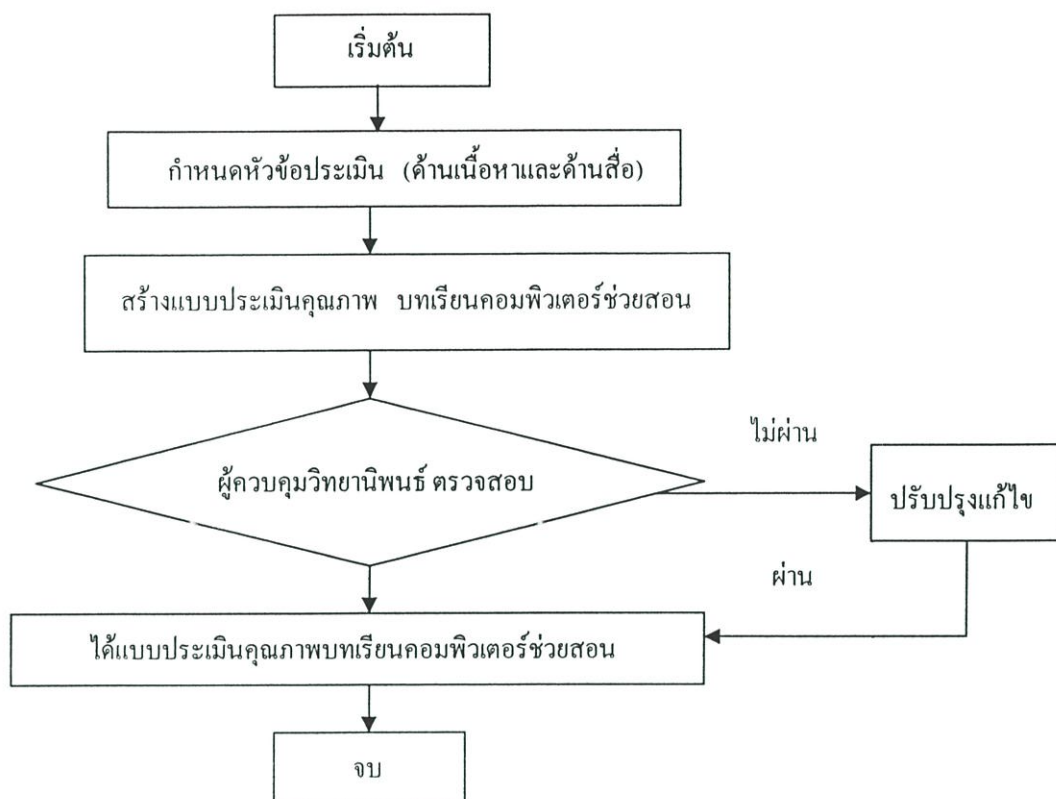 เริ่มต้น
กำหนดหัวข้อประเมิน (ด้านเนื้อหาและด้านสื่อ)
สร้างแบบประเมินคุณภาพ บทเรียนคอมพิวเตอร์ช่วยสอน
ไม่ผ่าน
ผู้ควบคุมวิทยานิพนธ์ ตรวจสอบ
ปรับปรุงแก้ไข
ผ่าน
ได้แบบประเมินคุณภาพบทเรียนคอมพิวเตอร์ช่วยสอน
จบ